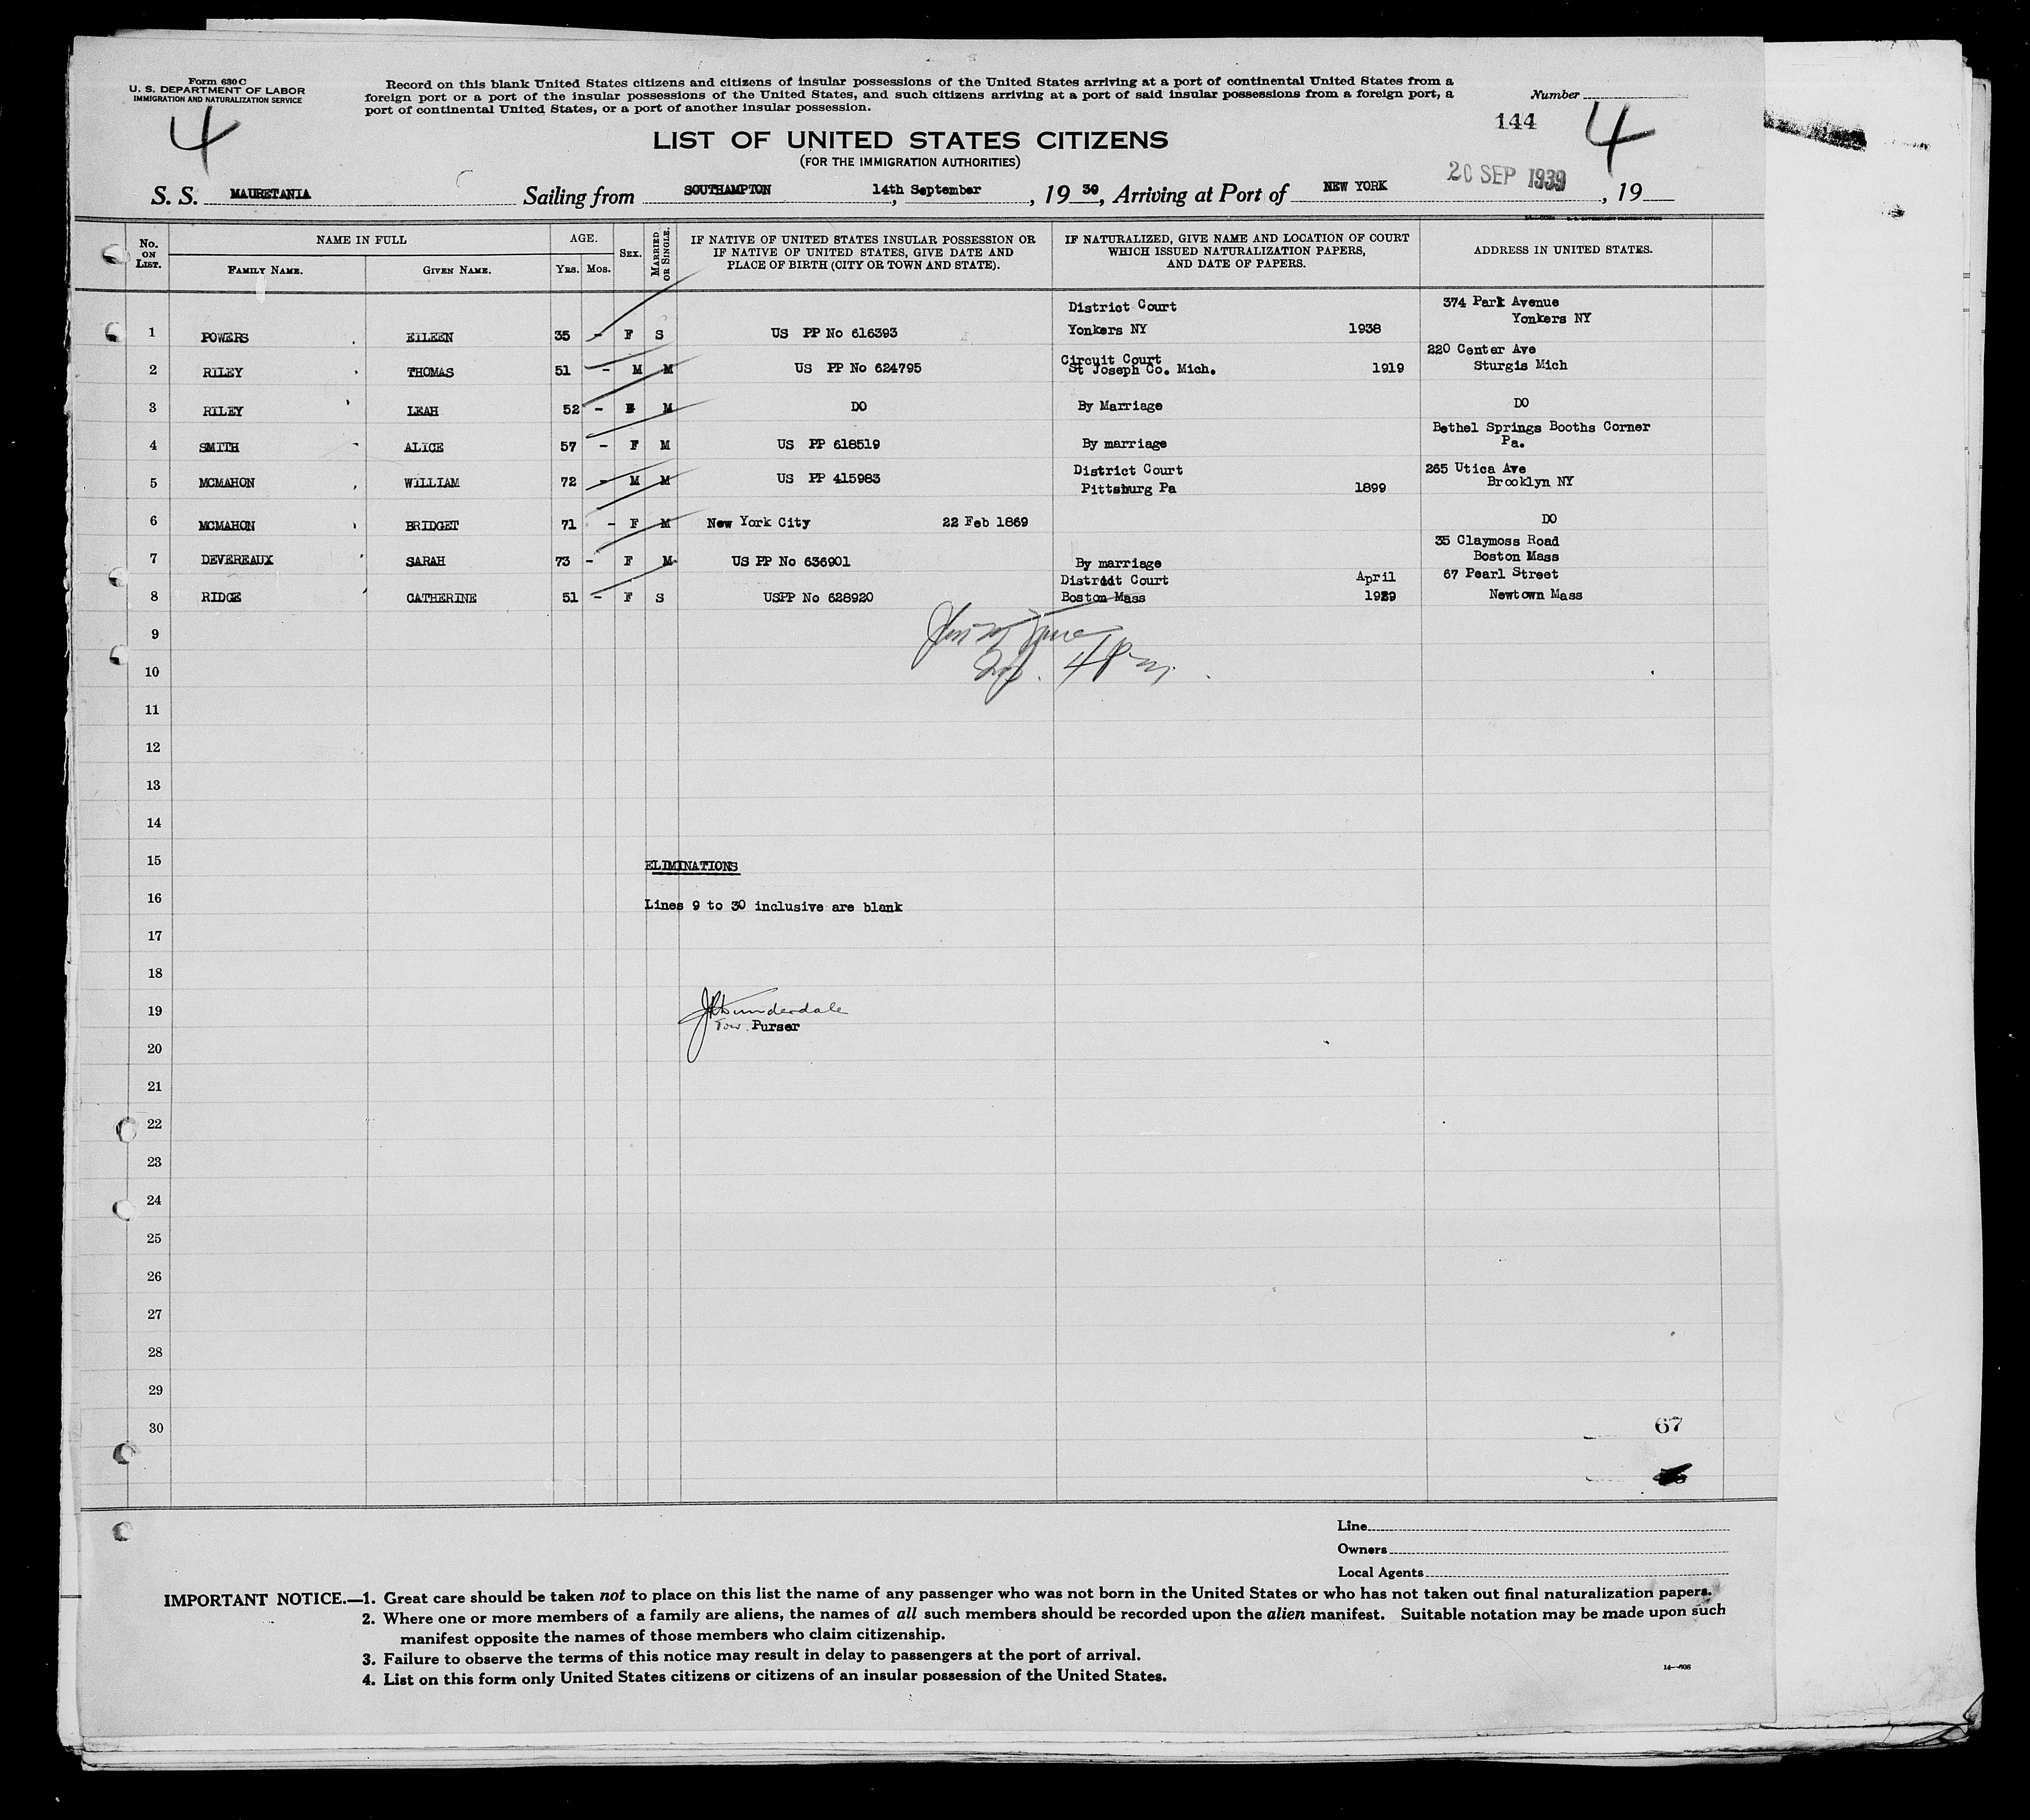 Form 630 C
U. S. DEPARTMENT OF LABOR
IMMIGRATION AND NATURALIZATION SERVICE
4
Record on this blank United States citizens and citizens of insular possessions of the United States arriving at a port of continental United States from a
foreign port or a port of the insular possessions of the United States, and such citizens arriving at a port of said insular possessions from a foreign port, a
port of continental United States, or a port of another insular possession.
Number
144 4
LIST OF UNITED STATES CITIZENS
(FOR THE IMMIGRATION AUTHORITIES)
S. S. MAURETANIA Sailing from SOUTHAMPTON, 14th September, 19 39, Arriving at Port of NEW YORK 20 SEP 1939, 19
No. ON LIST. NAME IN FULL AGE. SEX. MARRIED OR SINGLE. IF NATIVE OF UNITED STATES INSULAR POSSESSION OR IF NATIVE OF UNITED STATES, GIVE DATE AND PLACE OF BIRTH (CITY OR TOWN AND STATE). IF NATURALIZED, GIVE NAME AND LOCATION OF COURT WHICH ISSUED NATURALIZATION PAPERS, AND DATE OF PAPERS. ADDRESS IN UNITED STATES.
FAMILY NAME. GIVEN NAME. YRS. MOS.
District Court 374 Park Avenue
Yonkers NY
1 POWERS EILEEN 35 - F S US PP No 616393 Yonkers NY 1938
Circuit Court 220 Center Ave
2 RILEY THOMAS 51 - M M US PP No 624795 St Joseph Co. Mich. 1919 Sturgis Mich
3 RILEY LEAH 52 - F M DO By Marriage DO
Bethel Springs Booths Corner
4 SMITH ALICE 57 - F M US PP 618519 By marriage Pa.
District Court 265 Utica Ave
5 MCMAHON WILLIAM 72 - M M US PP 415983 Pittsburg Pa 1899 Brooklyn NY
6 MCMAHON BRIDGET 71 - F M New York City 22 Feb 1869 DO
35 Claymoss Road
7 DEVEREAUX SARAH 73 - F M US PP No 636901 By marriage Boston Mass
District Court April 67 Pearl Street
8 RIDGE CATHERINE 51 - F S USPP No 628920 Boston Mass 1929 Newtown Mass
9
10
11
12
13
14
15 ELIMINATIONS
16 Lines 9 to 30 inclusive are blank
17
18
19
Purser
20
21
22
23
24
25
26
27
28
29
30 67
Line
Owners
Local Agents
IMPORTANT NOTICE.—1. Great care should be taken not to place on this list the name of any passenger who was not born in the United States or who has not taken out final naturalization papers.
2. Where one or more members of a family are aliens, the names of all such members should be recorded upon the alien manifest. Suitable notation may be made upon such
manifest opposite the names of those members who claim citizenship.
3. Failure to observe the terms of this notice may result in delay to passengers at the port of arrival.
4. List on this form only United States citizens or citizens of an insular possession of the United States.